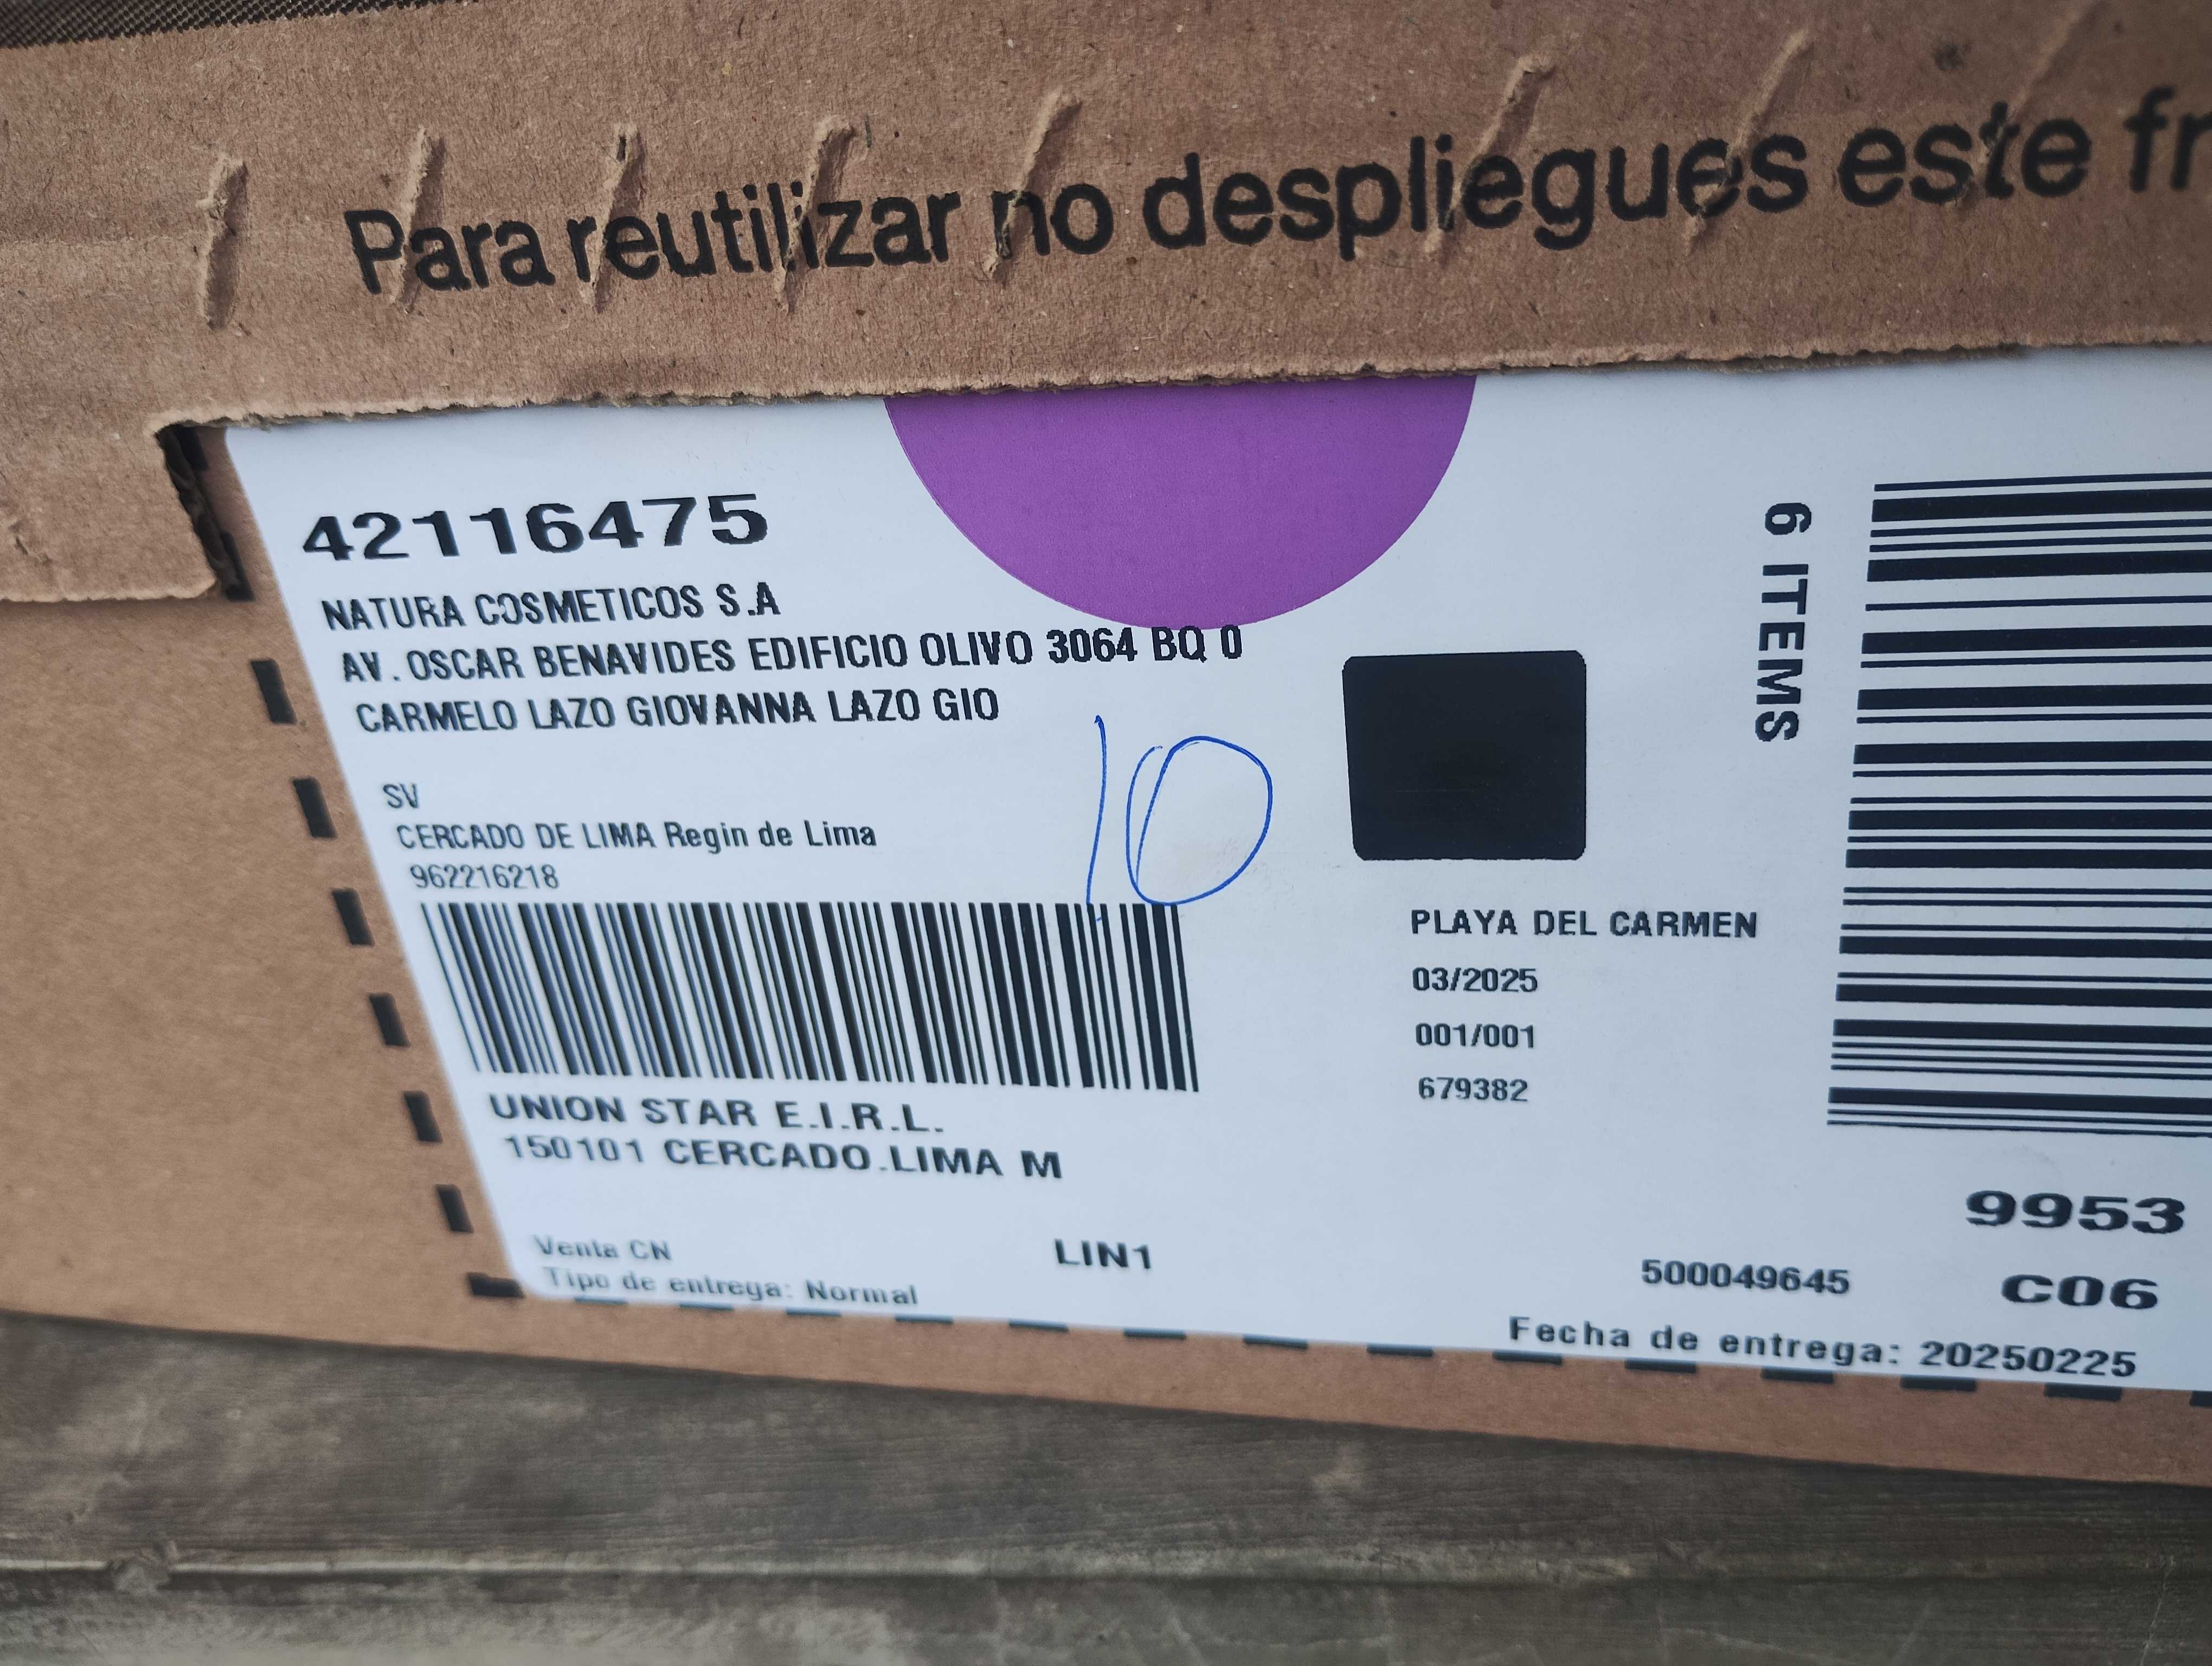 Para reutilizar no despliegues este fr
42116475
NATURA COSMETICOS S.A
AV. OSCAR BENAVIDES EDIFICIO OLIVO 3064 BQ 0
CARMELO LAZO GIOVANNA LAZO GIO
10
SV
CERCADO DE LIMA Regin de Lima
962216218
UNION STAR E.I.R.L.
150101 CERCADO.LIMA M
Venta CN
LIN1
Tipo de entrega: Normal
6 ITEMS
PLAYA DEL CARMEN
03/2025
001/001
679382
9953
500049645
C06
Fecha de entrega: 20250225